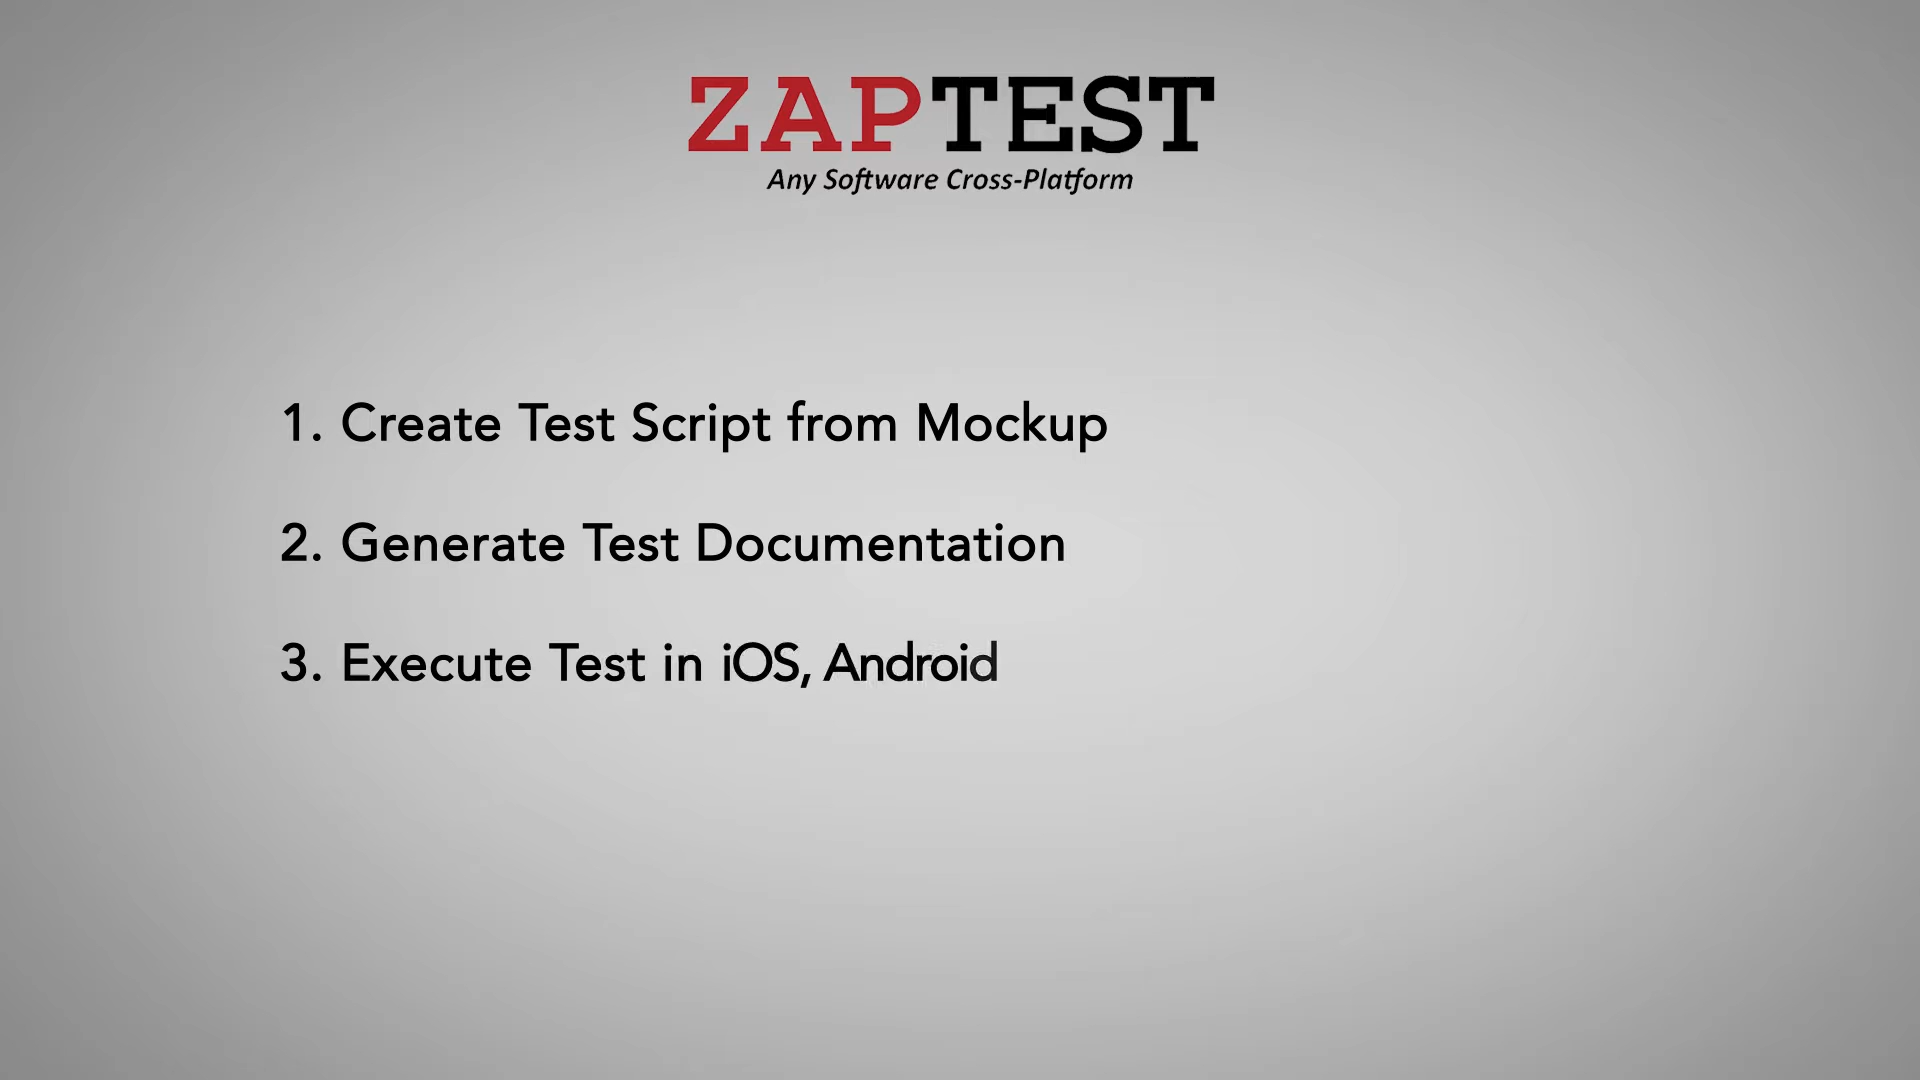 ZAPTEST
Any Software Cross-Platform
1. Create Test Script from Mockup
2. Generate Test Documentation
3. Execute Test in iOS, Android